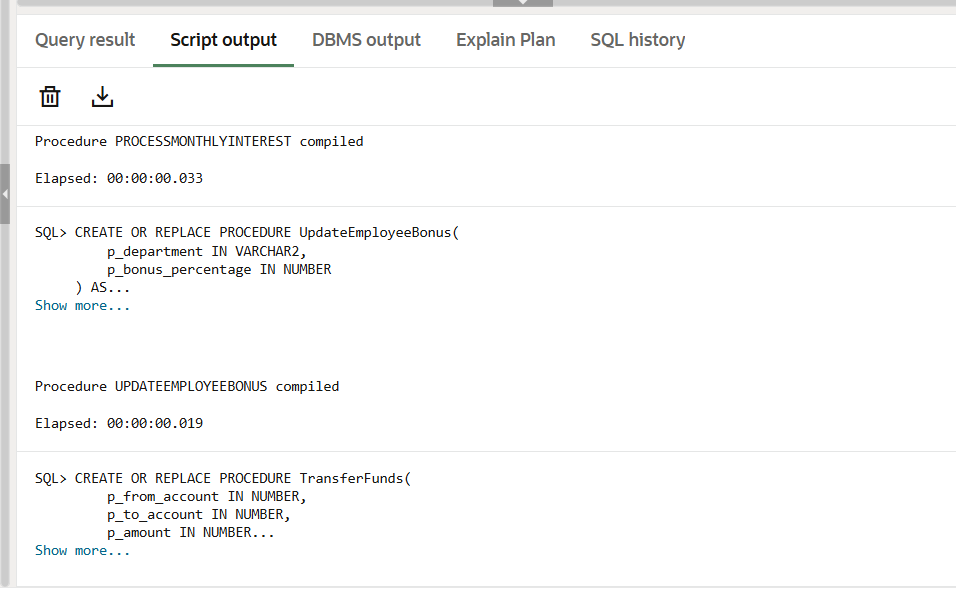 Query result Script output DBMS output Explain Plan SQL history
Procedure PROCESSMONTHLYINTEREST compiled
Elapsed: 00:00:00.033
SQL> CREATE OR REPLACE PROCEDURE UpdateEmployeeBonus(
p_department IN VARCHAR2,
p_bonus_percentage IN NUMBER
) AS...
Show more...
Procedure UPDATEEMPLOYEEBONUS compiled
Elapsed: 00:00:00.019
SQL> CREATE OR REPLACE PROCEDURE TransferFunds(
p_from_account IN NUMBER,
p_to_account IN NUMBER,
p_amount IN NUMBER...
Show more...